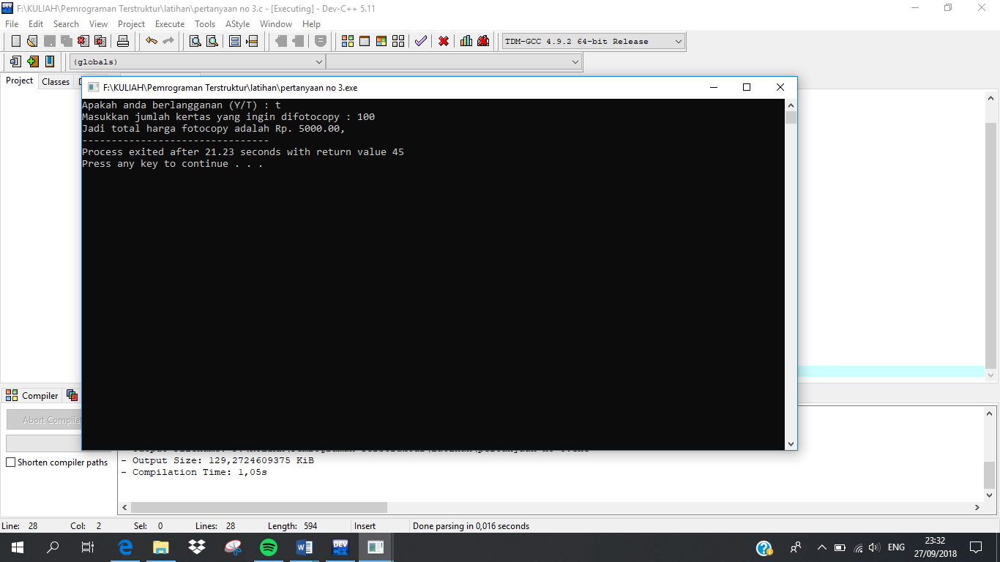 F:\KULIAH\Pemrograman Terstruktur\latihan\pertanyaan no 3.c - [Executing] - Dev-C++ 5.11
File Edit Search View Project Execute Tools AStyle Window Help
TDM-GCC 4.9.2 64-bit Release
(globals)
Project Classes
F:\KULIAH\Pemrograman Terstruktur\latihan\pertanyaan no 3.exe
Apakah anda berlangganan (Y/T) : t
Masukkan jumlah kertas yang ingin difotocopy : 100
Jadi total harga fotocopy adalah Rp. 5000.00,
--------------------------------
Process exited after 21.23 seconds with return value 45
Press any key to continue . . .
Compiler
Abort
Shorten compiler paths
- Output Size: 129,2724609375 KiB
- Compilation Time: 1,05s
Line: 28 Col: 2 Sel: 0 Lines: 28 Length: 594 Insert Done parsing in 0,016 seconds
DEV
ENG
23:32
27/09/2018